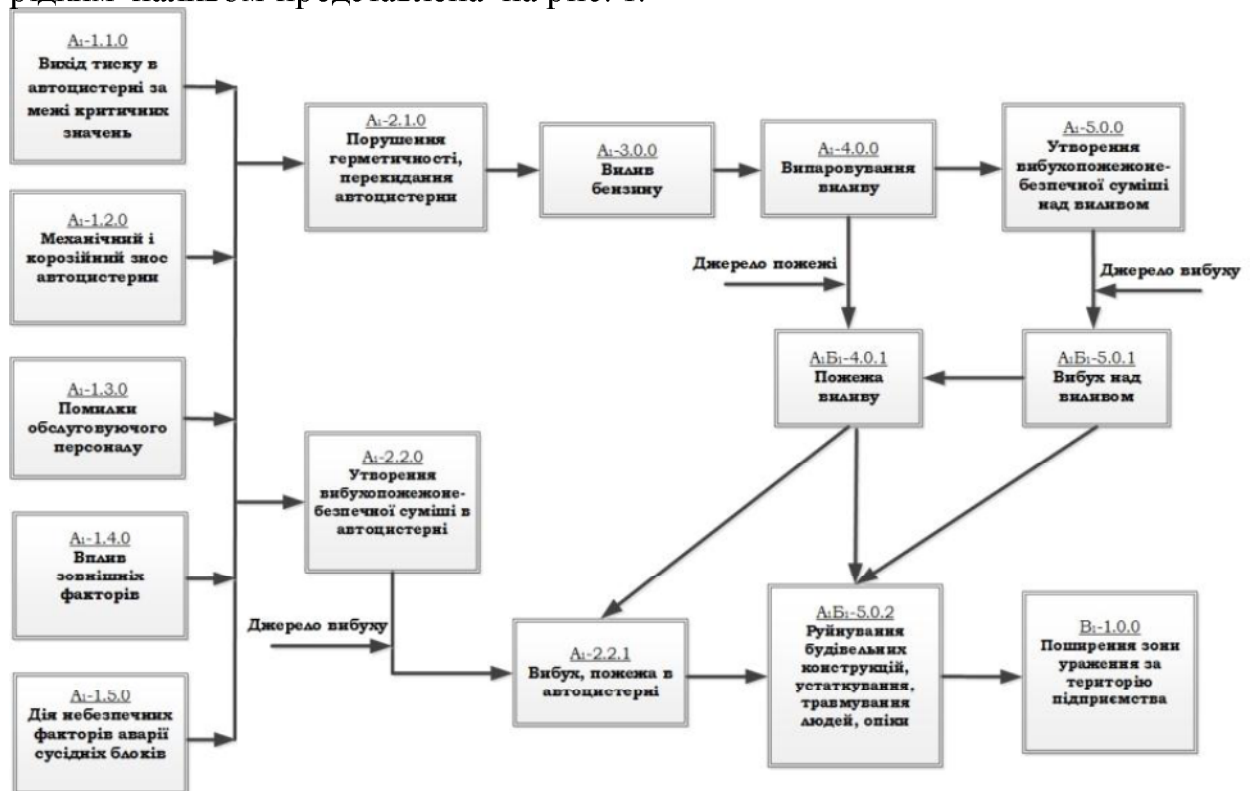 рідким паливом представлена на рис. 1.
А₁-1.1.0
Вихід тиску в
автоцистерні за
межі критичних
значень
А₁-1.2.0
Механічний і
корозійний знос
автоцистерни
А₁-1.3.0
Помилки
обслуговуючого
персоналу
А₁-1.4.0
Вплив
зовнішніх
факторів
А₁-1.5.0
Дія небезпечних
факторів аварії
сусідніх блоків
А₁-2.1.0
Порушення
герметичності,
перекидання
автоцистерни
А₁-3.0.0
Вилив
бензину
А₁-4.0.0
Випаровування
виливу
А₁-5.0.0
Утворення
вибухопожежоне-
безпечної суміші
над виливом
Джерело пожежі
Джерело вибуху
А₁Б₁-4.0.1
Пожежа
виливу
А₁Б₁-5.0.1
Вибух над
виливом
А₁-2.2.0
Утворення
вибухопожежоне-
безпечної суміші в
автоцистерні
Джерело вибуху
А₁-2.2.1
Вибух, пожежа в
автоцистерні
А₁Б₁-5.0.2
Руйнування
будівельних
конструкцій,
устаткування,
травмування
людей, опіки
В₁-1.0.0
Поширення зони
ураження за
територію
підприємства